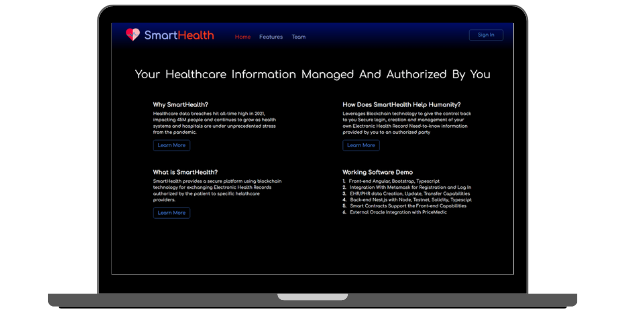 SmartHealth
Home Features Team
Sign In
Your Healthcare Information Managed And Authorized By You
Why SmartHealth?
Healthcare data breaches hit all-time high in 2021,
impacting 45M people and continues to grow as health
systems and hospitals are under unprecedented stress
from the pandemic.
Learn More
How Does SmartHealth Help Humanity?
Leverages Blockchain technology to give the control back
to you Secure login, creation and management of your
own Electronic Health Record Need-to-know information
provided by you to an authorized party
Learn More
What is SmartHealth?
SmartHealth provides a secure platform using blockchain
technology for exchanging Electronic Health Records
authorized by the patient to specific helathcare
providers.
Learn More
Working Software Demo
1. Front-end Angular, Bootstrap, Typescript
2. Integration With Metamask for Registration and Log In
3. EHR/PHR data Creation, Update, Transfer Capabilities
4. Back-end Nest.js with Node, Testnet, Solidity, Typescipt
5. Smart Contracts Support the Front-end Capabilities
6. External Oracle Integration with PriceMedic